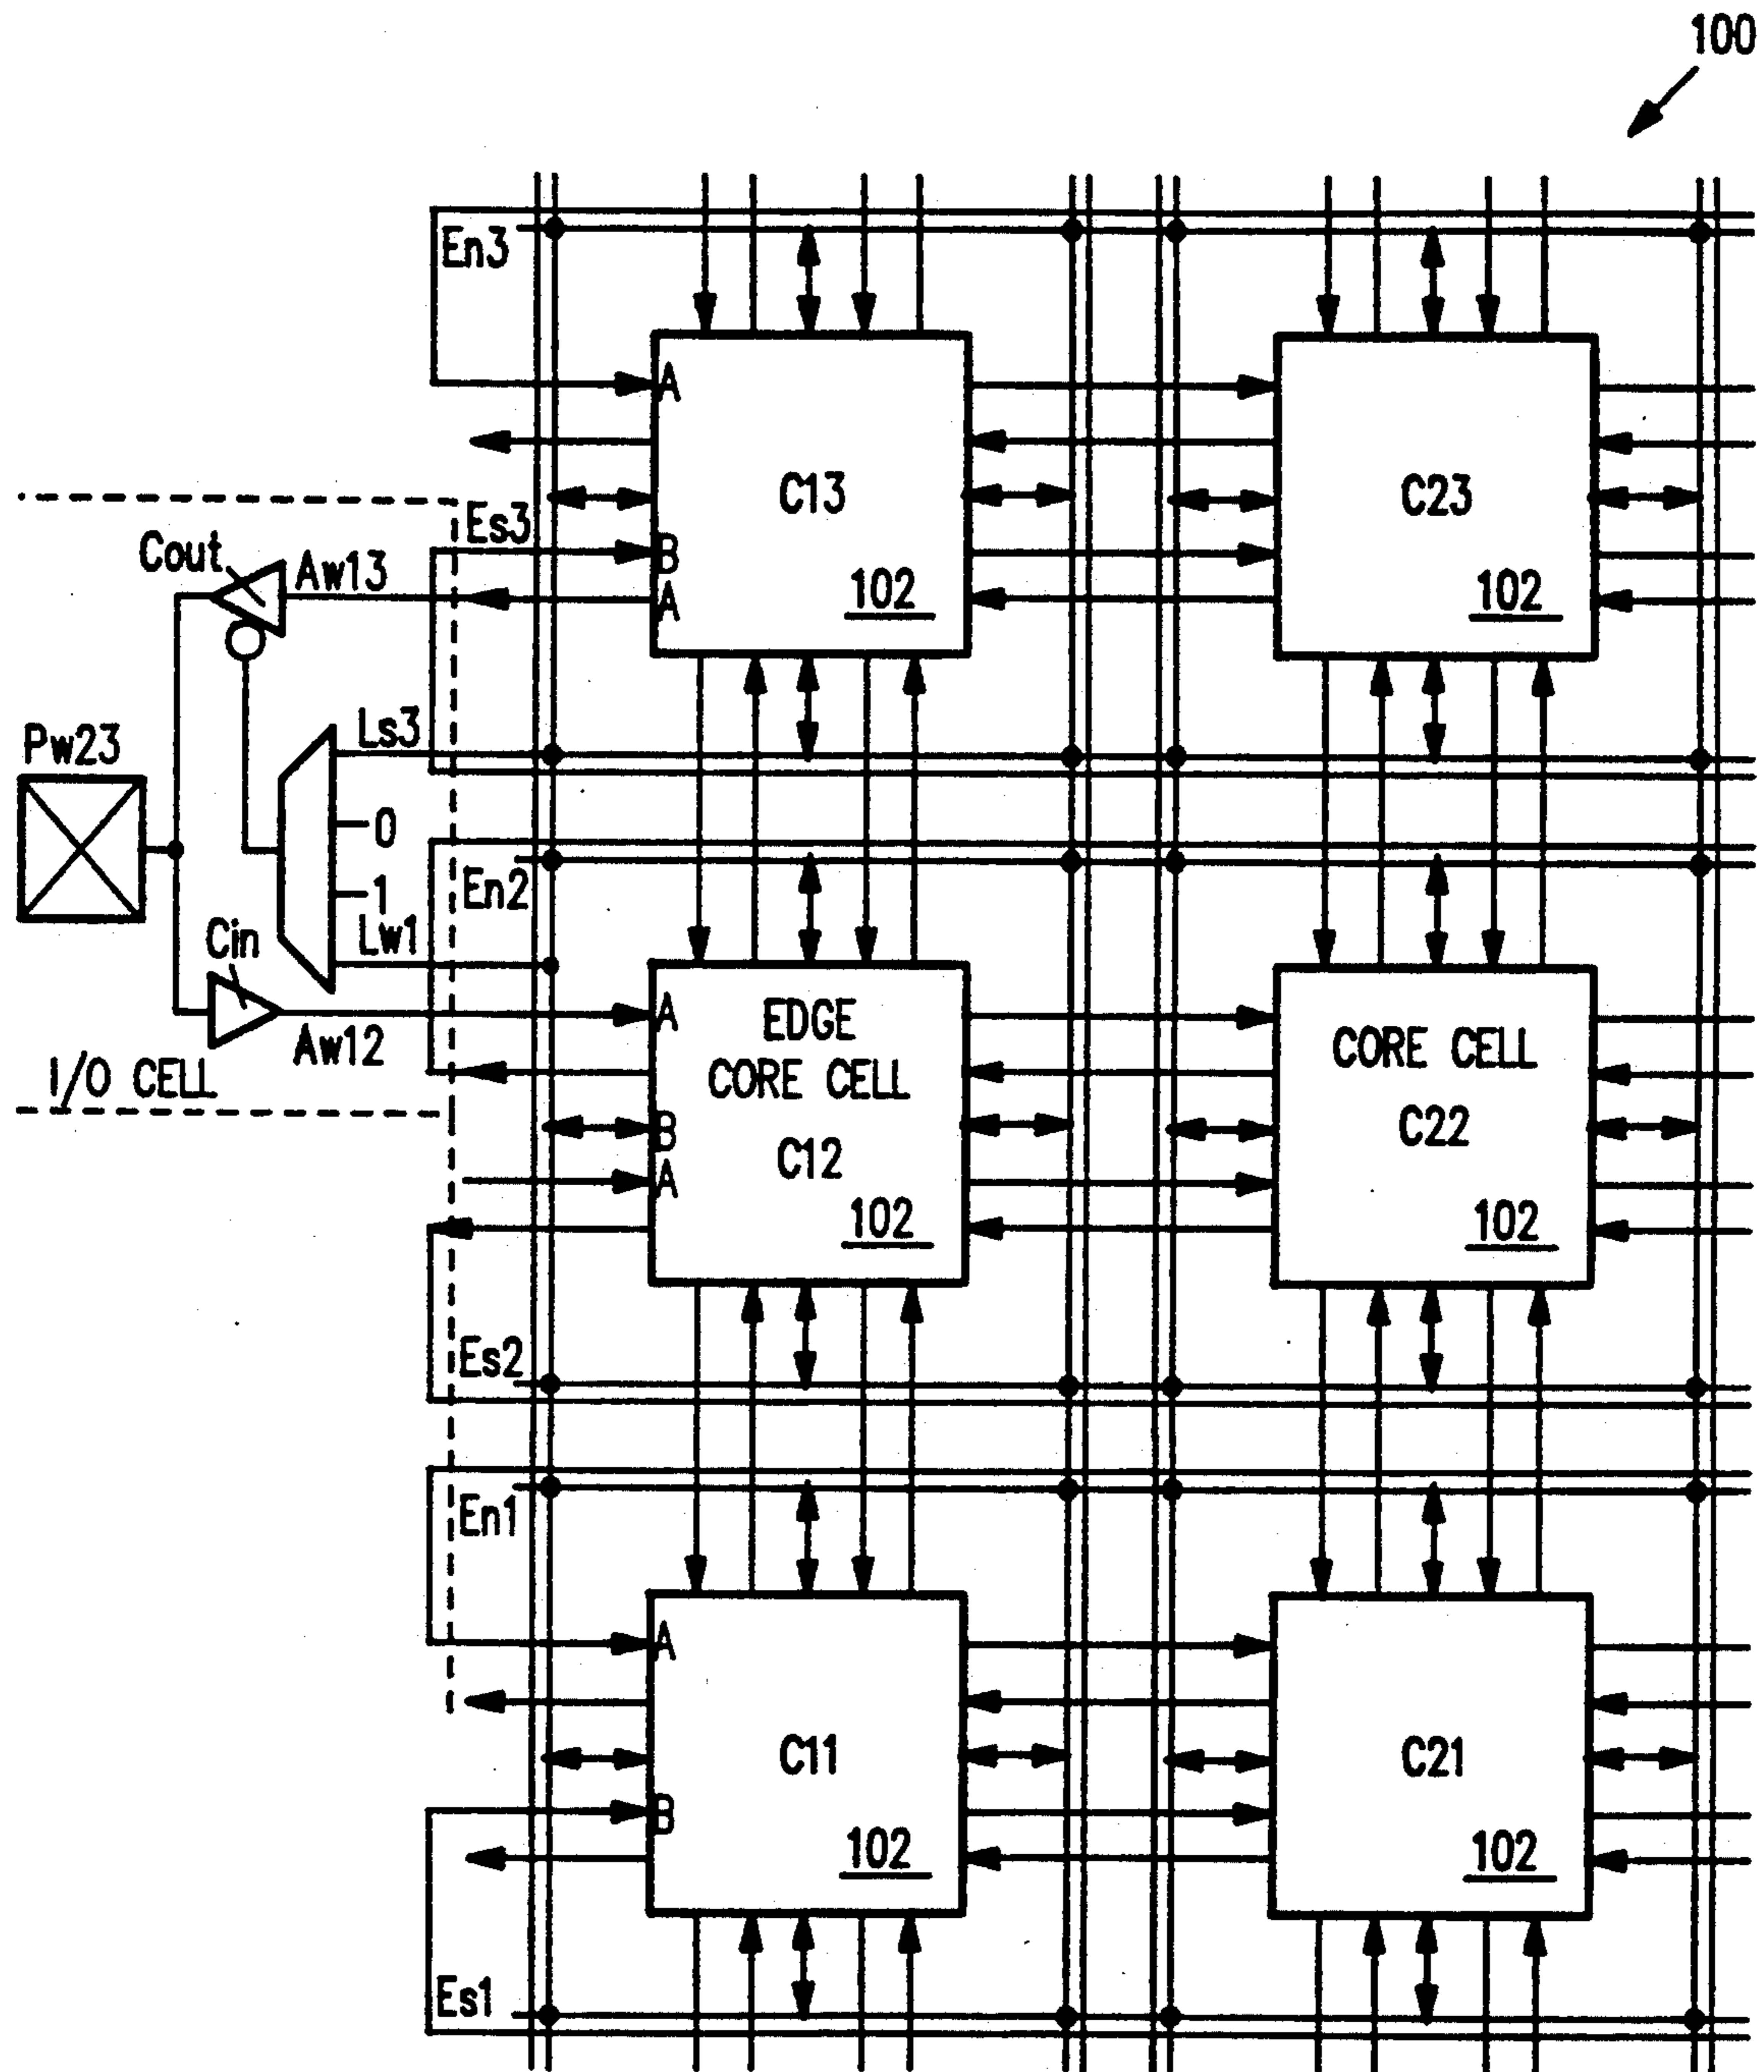 100
En3
A
C13
C23
Es3
Cout
Aw13
B
A
102
102
Pw23
Ls3
0
1
En2
Lw1
Cin
A
EDGE
CORE CELL
C12
CORE CELL
C22
Aw12
I/O CELL
B
A
102
102
Es2
En1
A
C11
C21
B
102
102
Es1